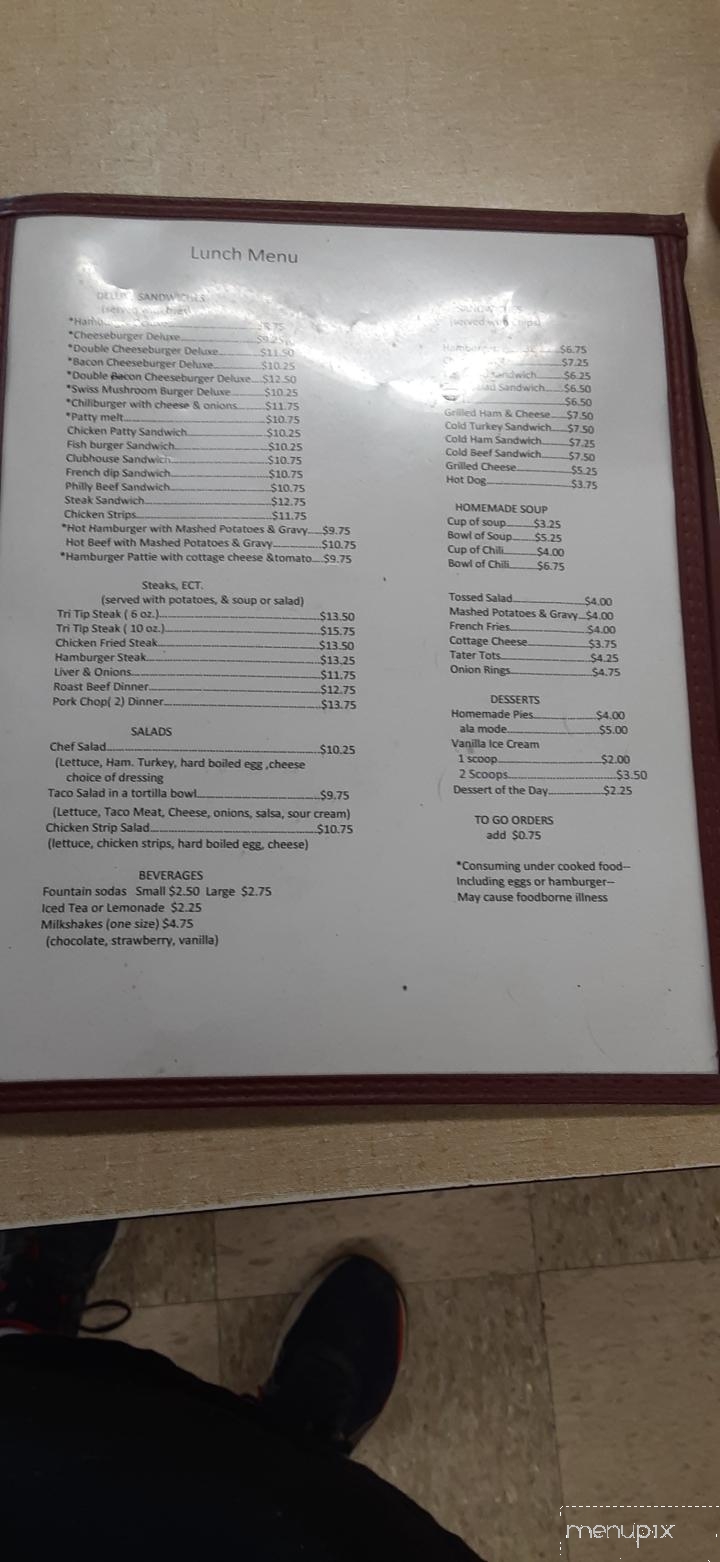 Lunch Menu
SANDWICHES
*Cheeseburger Deluxe
*Double Cheeseburger Deluxe $11.50
*Bacon Cheeseburger Deluxe $10.25
*Double Bacon Cheeseburger Deluxe $12.50
*Swiss Mushroom Burger Deluxe $10.25
*Chiliburger with cheese & onions $11.75
*Patty melt $10.75
Chicken Patty Sandwich $10.25
Fish burger Sandwich $10.25
Clubhouse Sandwich $10.75
French dip Sandwich $10.75
Philly Beef Sandwich $10.75
Steak Sandwich $12.75
Chicken Strips $11.75
*Hot Hamburger with Mashed Potatoes & Gravy $9.75
Hot Beef with Mashed Potatoes & Gravy $10.75
*Hamburger Pattie with cottage cheese &tomato $9.75
Steaks, ECT.
(served with potatoes, & soup or salad)
Tri Tip Steak ( 6 oz.) $13.50
Tri Tip Steak ( 10 oz.) $15.75
Chicken Fried Steak $13.50
Hamburger Steak $13.25
Liver & Onions $11.75
Roast Beef Dinner $12.75
Pork Chop( 2) Dinner $13.75
SALADS
Chef Salad $10.25
(Lettuce, Ham. Turkey, hard boiled egg ,cheese
choice of dressing
Taco Salad in a tortilla bowl $9.75
(Lettuce, Taco Meat, Cheese, onions, salsa, sour cream)
Chicken Strip Salad $10.75
(lettuce, chicken strips, hard boiled egg, cheese)
BEVERAGES
Fountain sodas Small $2.50 Large $2.75
Iced Tea or Lemonade $2.25
Milkshakes (one size) $4.75
(chocolate, strawberry, vanilla)
(served
$6.75
$7.25
Sandwich $6.25
Sandwich $6.50
$6.50
Grilled Ham & Cheese $7.50
Cold Turkey Sandwich $7.50
Cold Ham Sandwich $7.25
Cold Beef Sandwich $7.50
Grilled Cheese $5.25
Hot Dog $3.75
HOMEMADE SOUP
Cup of soup $3.25
Bowl of Soup $5.25
Cup of Chili $4.00
Bowl of Chili $6.75
Tossed Salad $4.00
Mashed Potatoes & Gravy $4.00
French Fries $4.00
Cottage Cheese $3.75
Tater Tots $4.25
Onion Rings $4.75
DESSERTS
Homemade Pies $4.00
ala mode $5.00
Vanilla Ice Cream
1 scoop $2.00
2 Scoops $3.50
Dessert of the Day $2.25
TO GO ORDERS
add $0.75
*Consuming under cooked food--
Including eggs or hamburger--
May cause foodborne illness
menupix